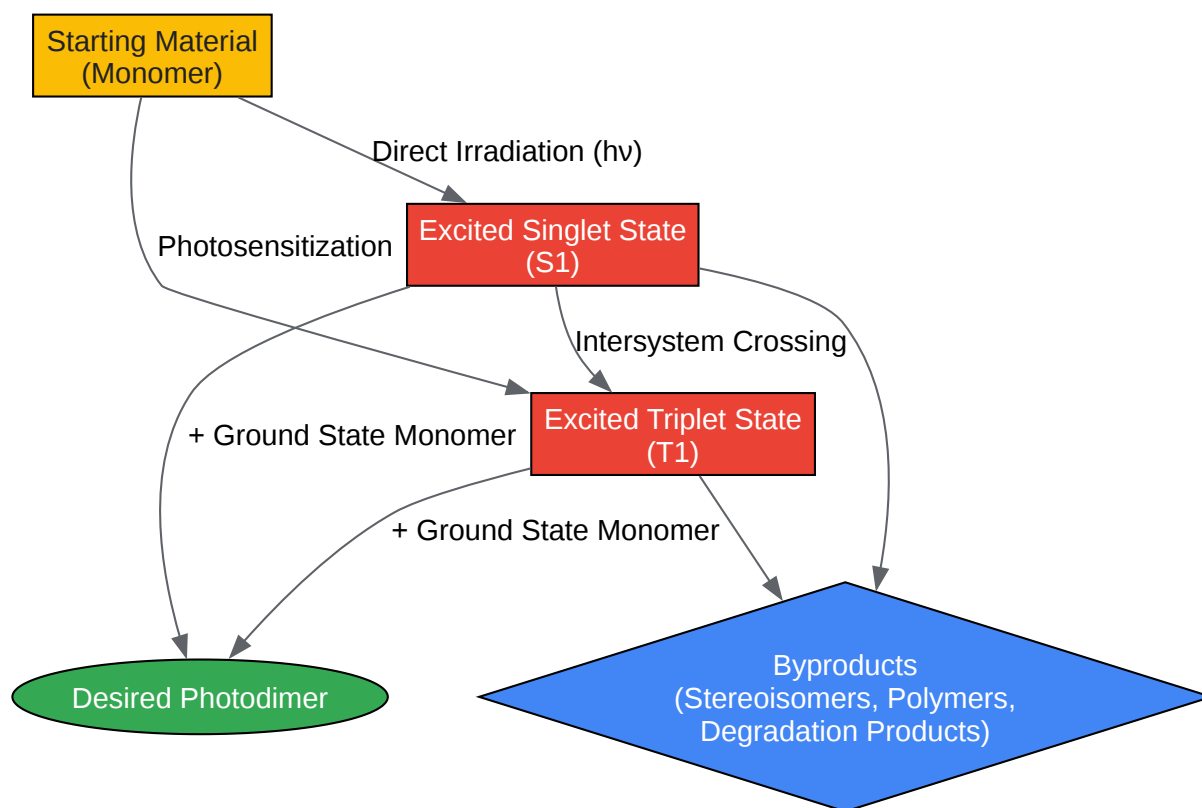 Starting Material
(Monomer)
Direct Irradiation (hν)
Excited Singlet State
(S1)
Photosensitization
Intersystem Crossing
Excited Triplet State
(T1)
+ Ground State Monomer
+ Ground State Monomer
Desired Photodimer
Byproducts
(Stereoisomers, Polymers,
Degradation Products)